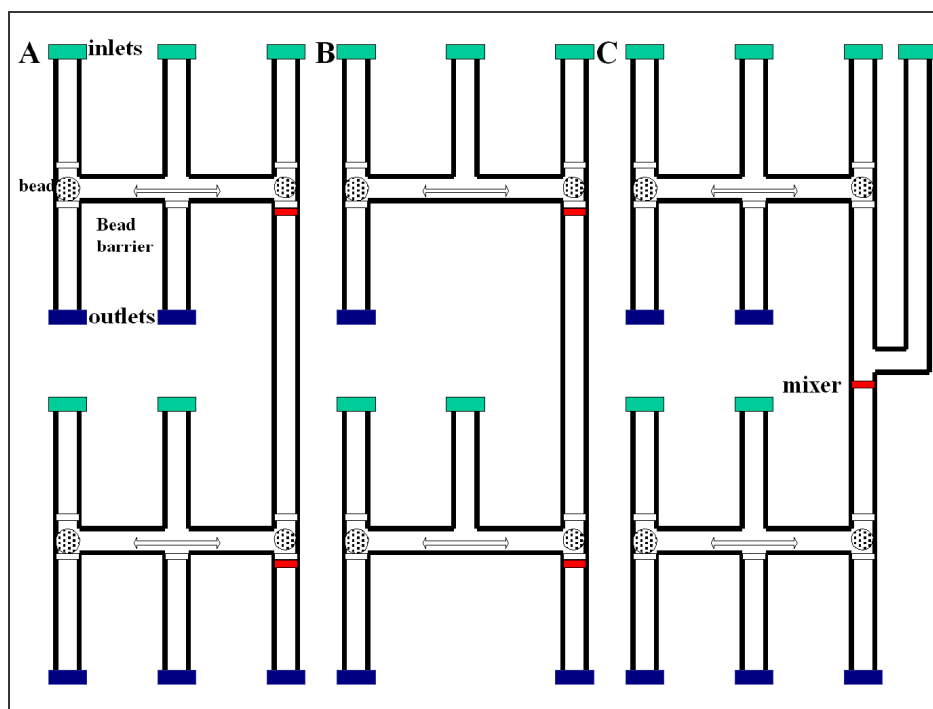 A inlets B C
bead
Bead
barrier
outlets
mixer